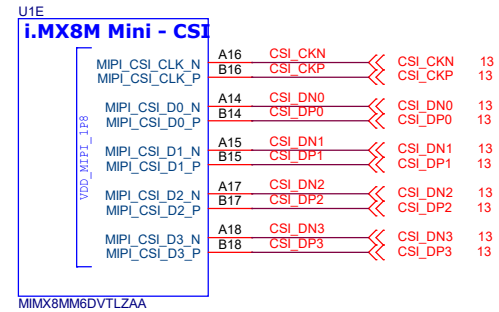 U1E
i.MX8M Mini - CSI
VDD_MIPI_1P8
MIPI_CSI_CLK_N A16 CSI_CKN CSI_CKN 13
MIPI_CSI_CLK_P B16 CSI_CKP CSI_CKP 13
MIPI_CSI_D0_N A14 CSI_DN0 CSI_DN0 13
MIPI_CSI_D0_P B14 CSI_DP0 CSI_DP0 13
MIPI_CSI_D1_N A15 CSI_DN1 CSI_DN1 13
MIPI_CSI_D1_P B15 CSI_DP1 CSI_DP1 13
MIPI_CSI_D2_N A17 CSI_DN2 CSI_DN2 13
MIPI_CSI_D2_P B17 CSI_DP2 CSI_DP2 13
MIPI_CSI_D3_N A18 CSI_DN3 CSI_DN3 13
MIPI_CSI_D3_P B18 CSI_DP3 CSI_DP3 13
MIMX8MM6DVTLZAA